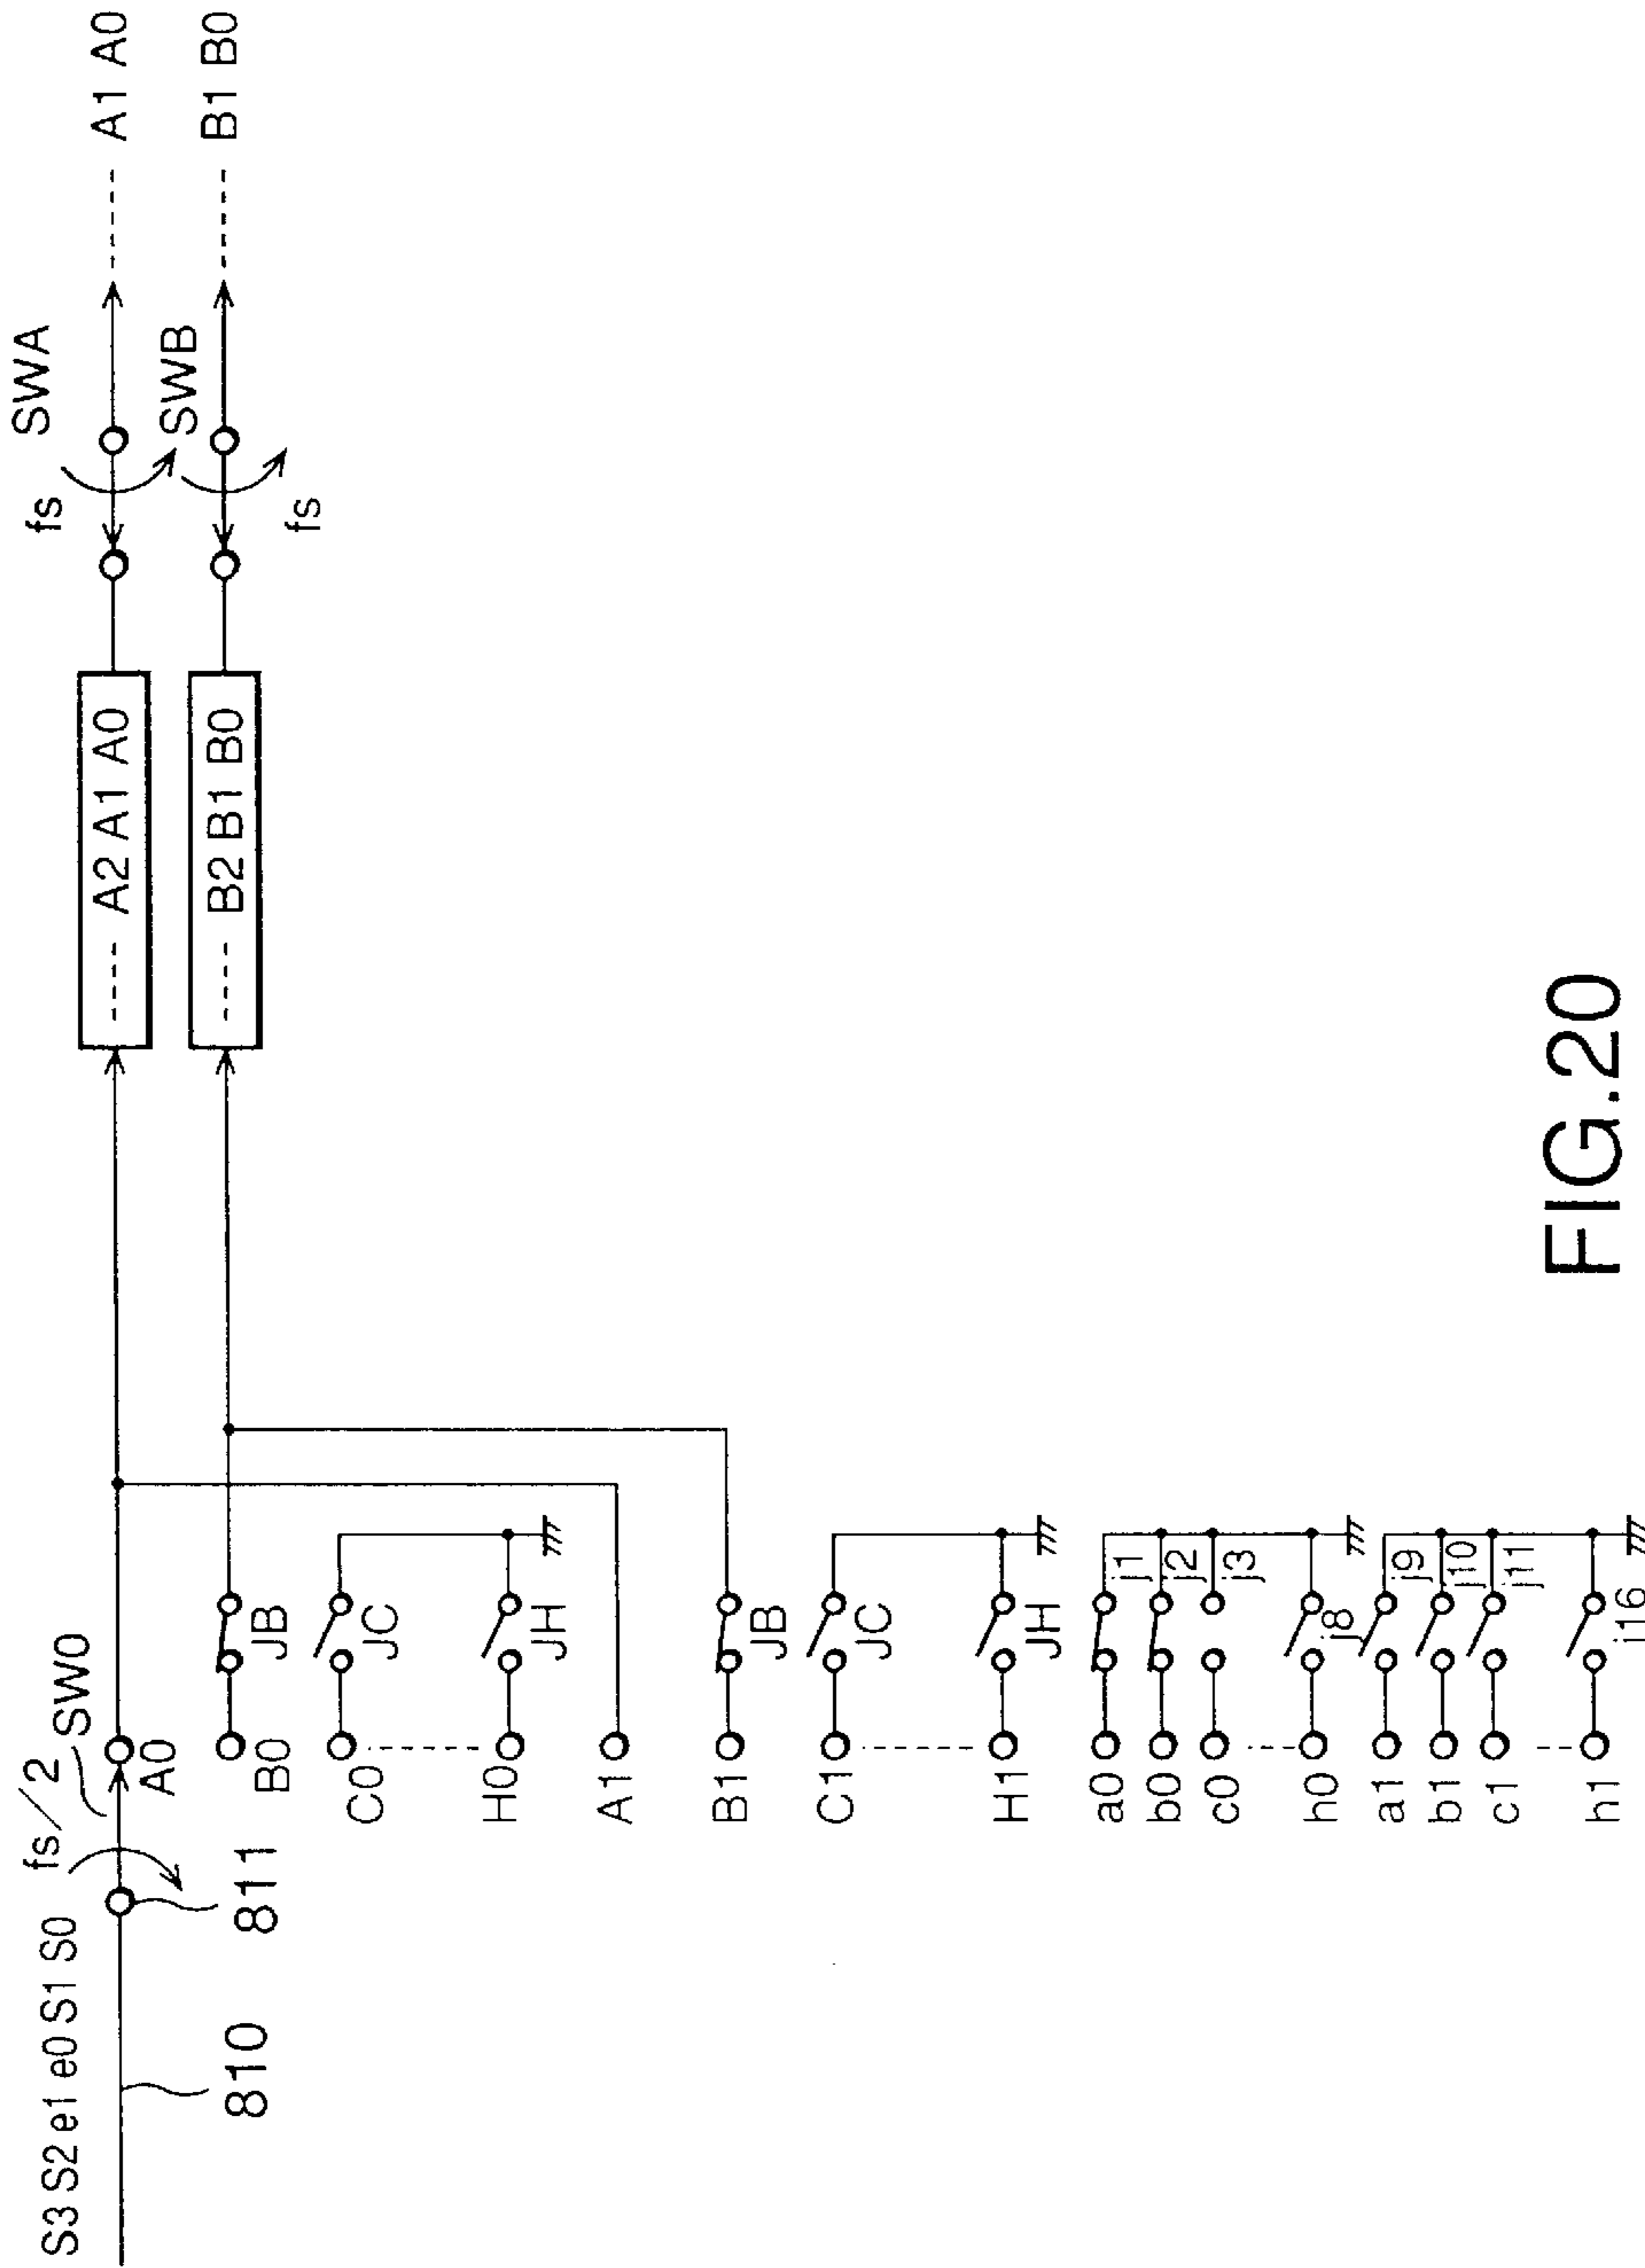 S3 S2 e1 e0 S1 S0
810
811
fs/2
SW0
A0
B0
JB
C0
JC
H0
JH
A1
B1
JB
C1
JC
H1
JH
a0
j1
b0
j2
c0
j3
h0
j8
a1
j9
b1
j10
c1
j11
h1
j16
---- A2 A1 A0
---- B2 B1 B0
fs
SWA
fs
SWB
---- A1 A0
---- B1 B0
FIG.20